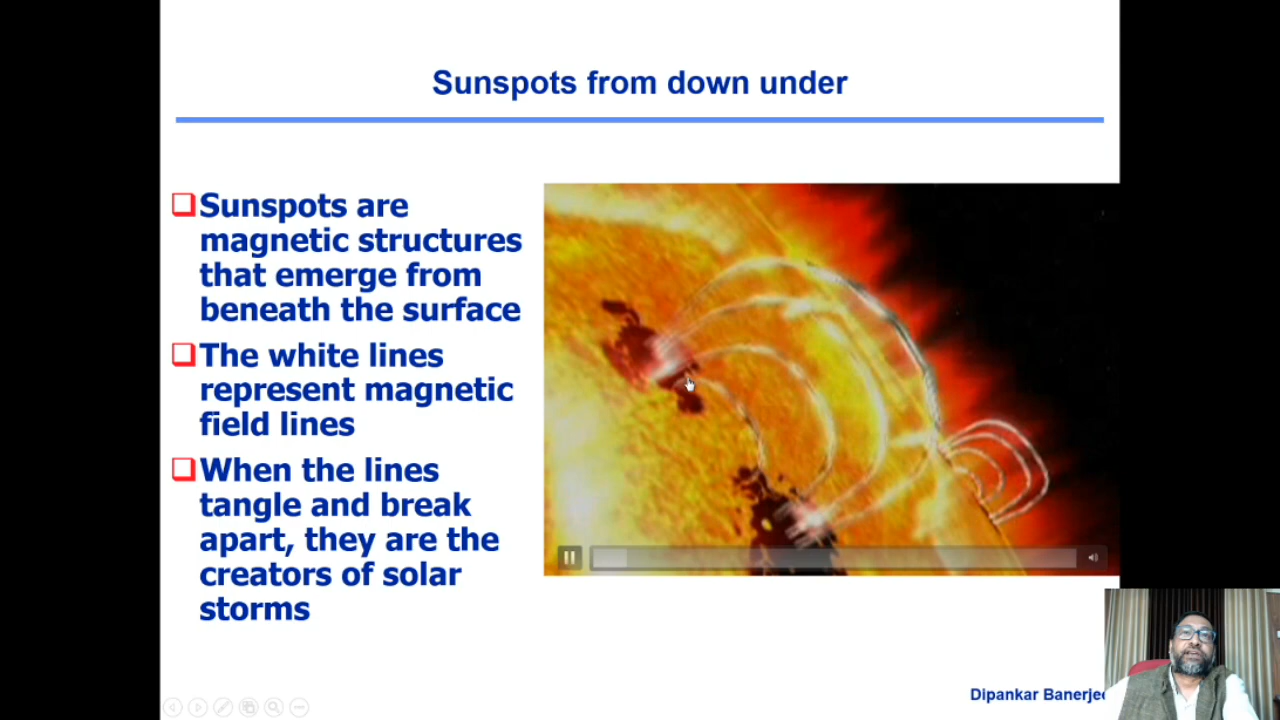 Sunspots from down under
Sunspots are
magnetic structures
that emerge from
beneath the surface
The white lines
represent magnetic
field lines
When the lines
tangle and break
apart, they are the
creators of solar
storms
Dipankar Banerjee